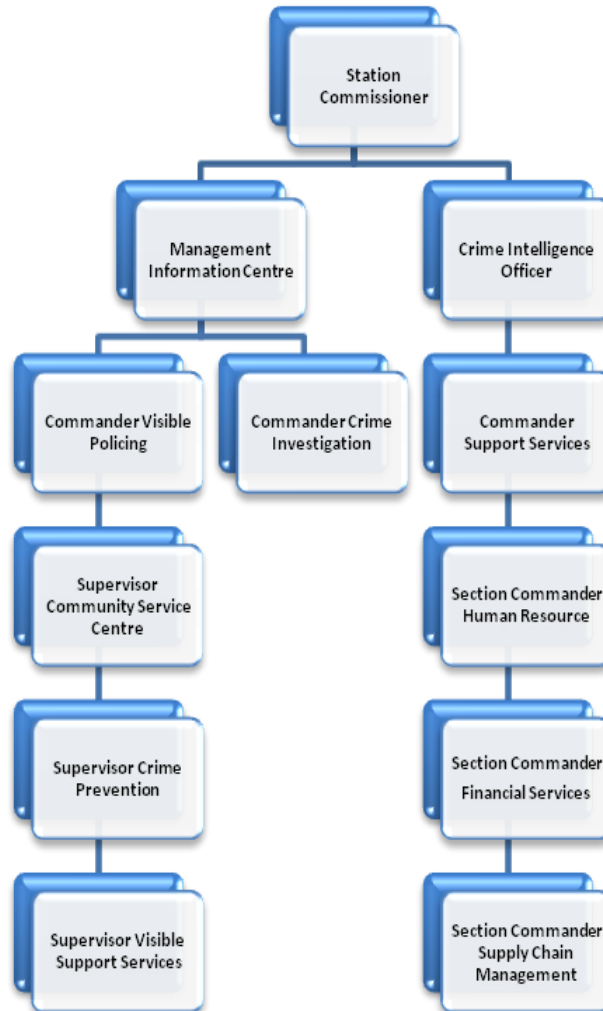 Station
Commissioner
Management
Information Centre
Crime Intelligence
Officer
Commander Visible
Policing
Commander Crime
Investigation
Commander
Support Services
Supervisor
Community Service
Centre
Section Commander
Human Resource
Supervisor Crime
Prevention
Section Commander
Financial Services
Supervisor Visible
Support Services
Section Commander
Supply Chain
Management